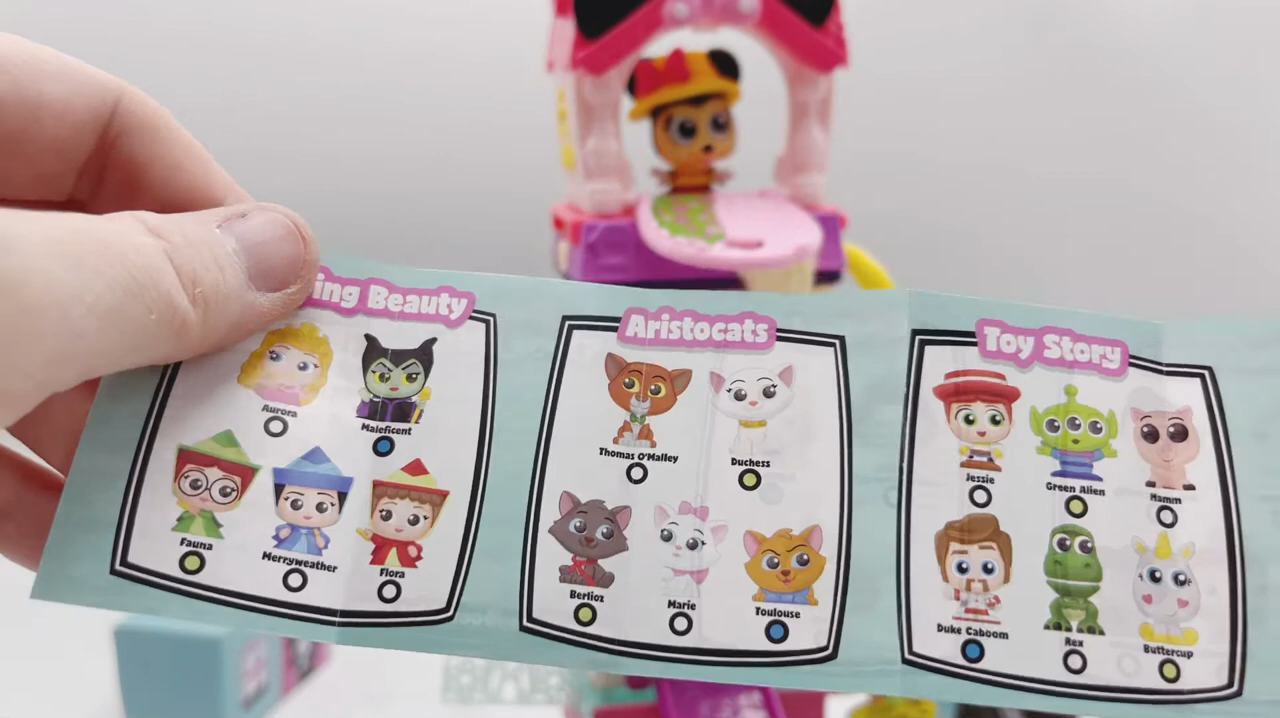 ing Beauty
Aurora
Maleficent
Fauna
Merryweather
Flora
Aristocats
Thomas O'Malley
Duchess
Berlioz
Marie
Toulouse
Toy Story
Jessie
Green Alien
Hamm
Duke Caboom
Rex
Buttercup